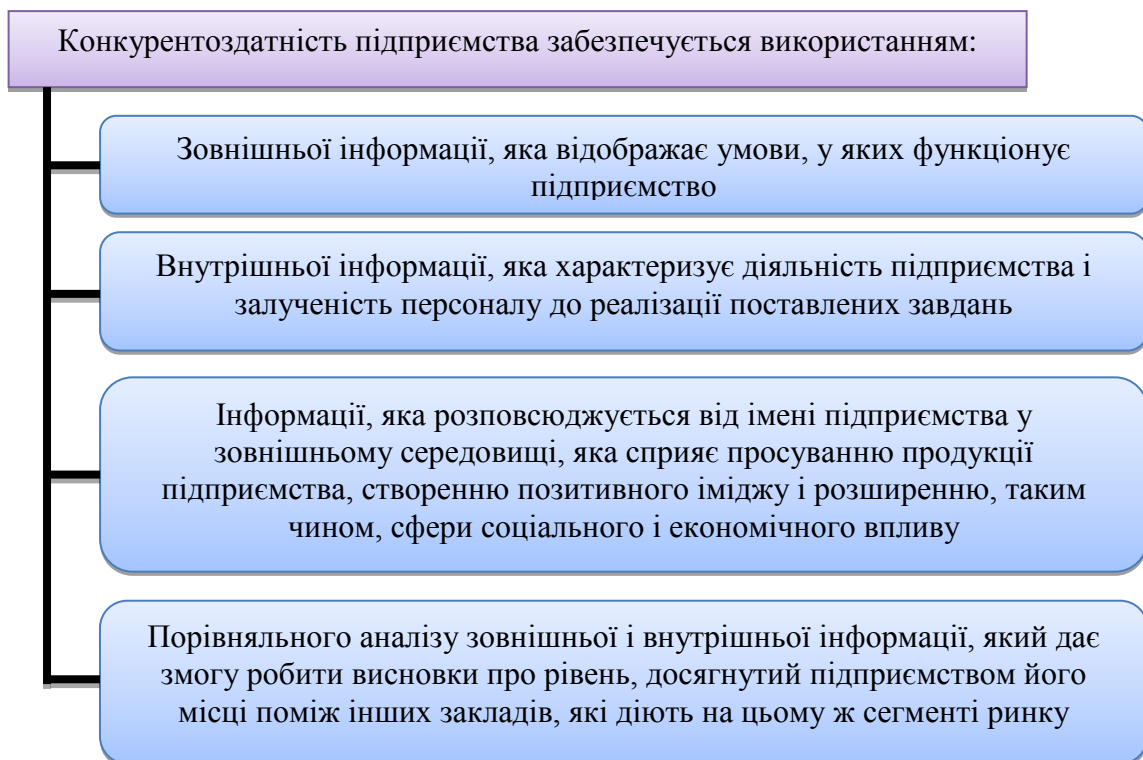 Конкурентоздатність підприємства забезпечується використанням:
Зовнішньої інформації, яка відображає умови, у яких функціонує
підприємство
Внутрішньої інформації, яка характеризує діяльність підприємства і
залученість персоналу до реалізації поставлених завдань
Інформації, яка розповсюджується від імені підприємства у
зовнішньому середовищі, яка сприяє просуванню продукції
підприємства, створенню позитивного іміджу і розширенню, таким
чином, сфери соціального і економічного впливу
Порівняльного аналізу зовнішньої і внутрішньої інформації, який дає
змогу робити висновки про рівень, досягнутий підприємством його
місці поміж інших закладів, які діють на цьому ж сегменті ринку